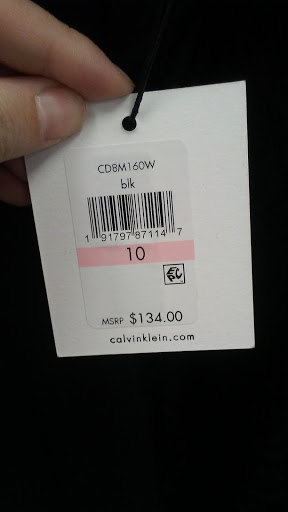 CD8M160W
blk
1 91797 87114 7
10
MSRP $134.00
calvinklein.com